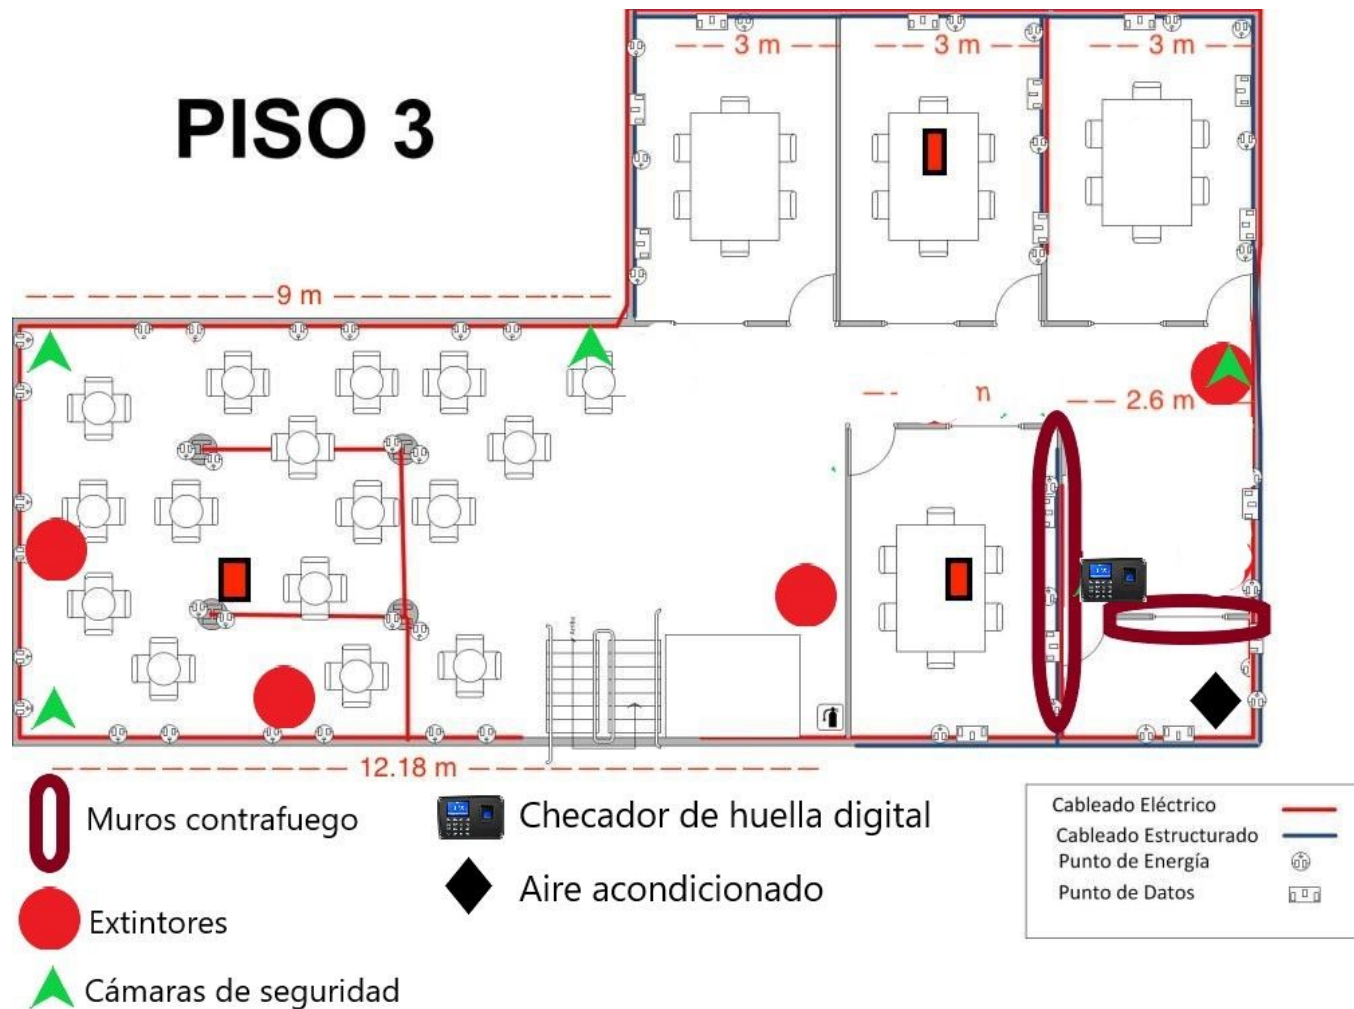 PISO 3
3 m
3 m
3 m
9 m
n
2.6 m
Arriba
12.18 m
Muros contrafuego
Extintores
Cámaras de seguridad
Checador de huella digital
Aire acondicionado
Cableado Eléctrico
Cableado Estructurado
Punto de Energía
Punto de Datos